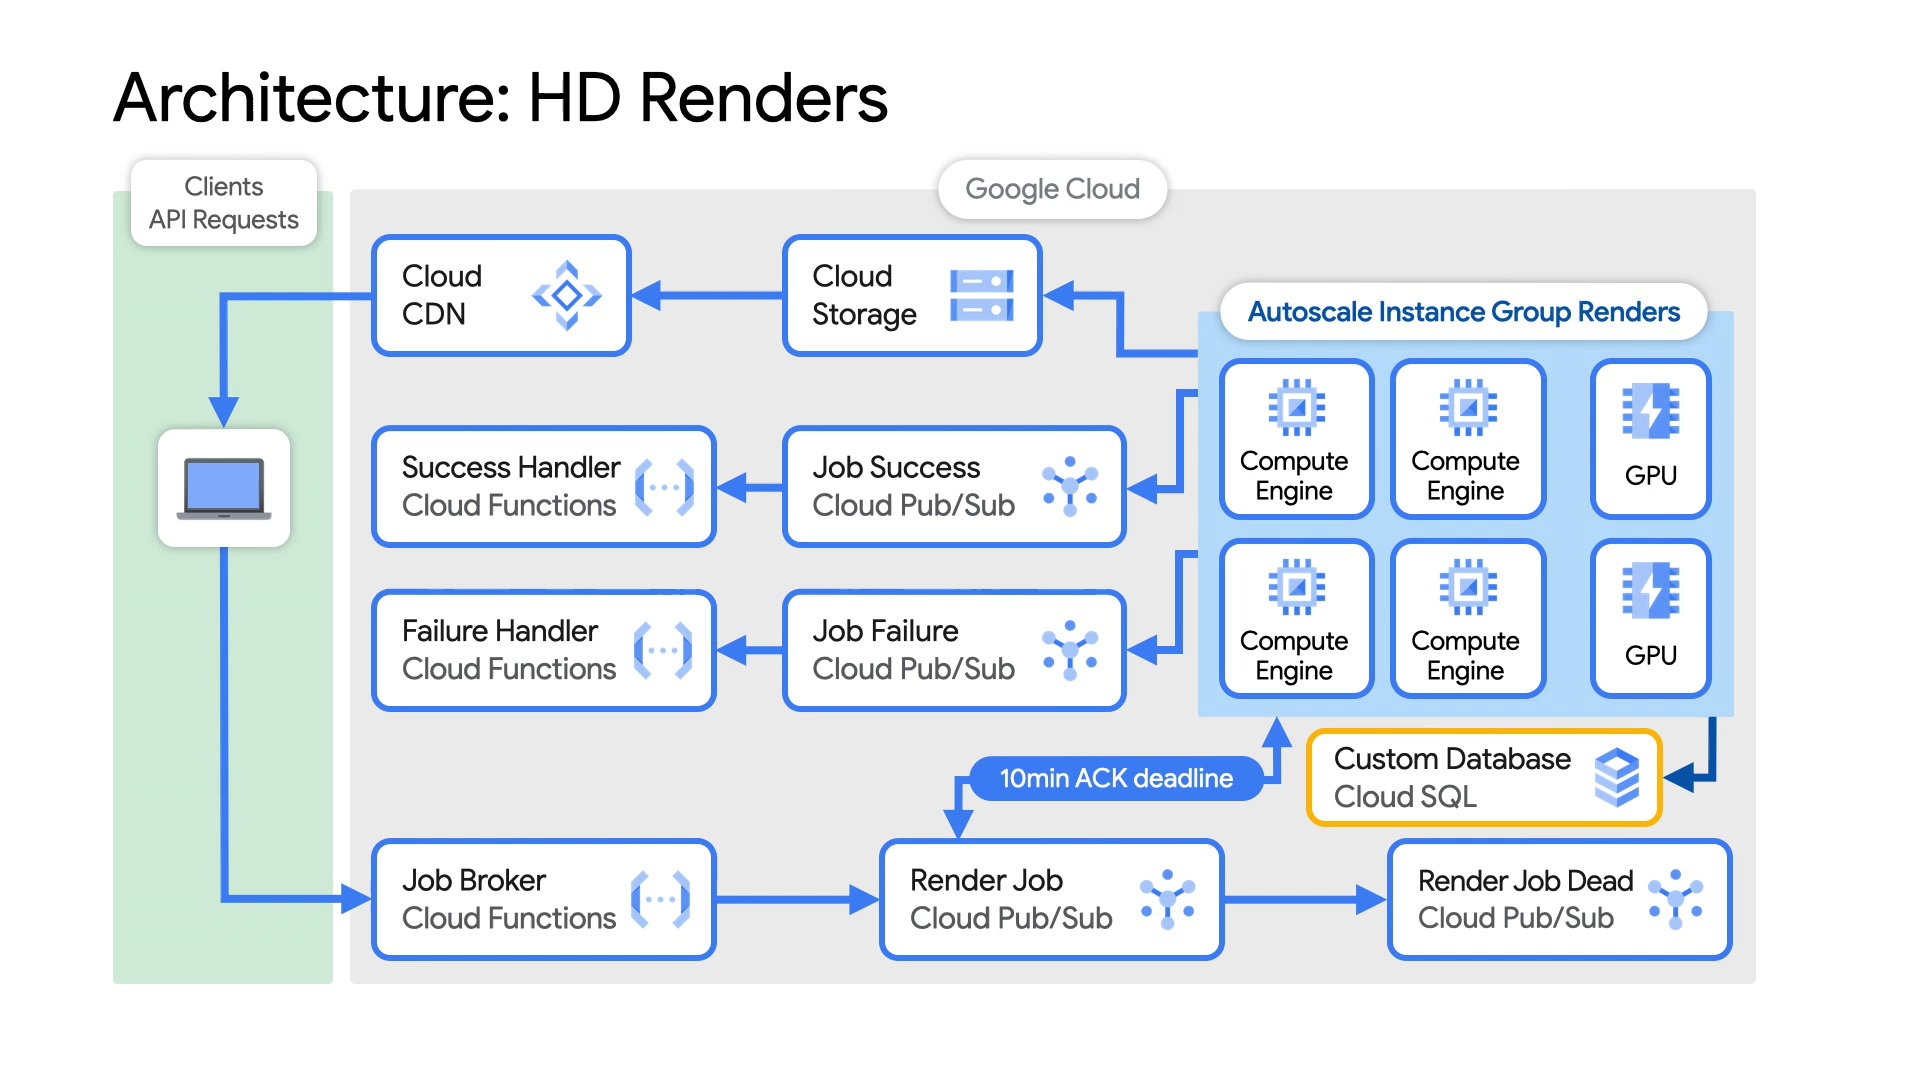 Architecture: HD Renders
Clients
API Requests
Google Cloud
Cloud
CDN
Cloud
Storage
Autoscale Instance Group Renders
Compute
Engine
Compute
Engine
GPU
Success Handler
Cloud Functions
Job Success
Cloud Pub/Sub
Failure Handler
Cloud Functions
Job Failure
Cloud Pub/Sub
Compute
Engine
Compute
Engine
GPU
10min ACK deadline
Custom Database
Cloud SQL
Job Broker
Cloud Functions
Render Job
Cloud Pub/Sub
Render Job Dead
Cloud Pub/Sub